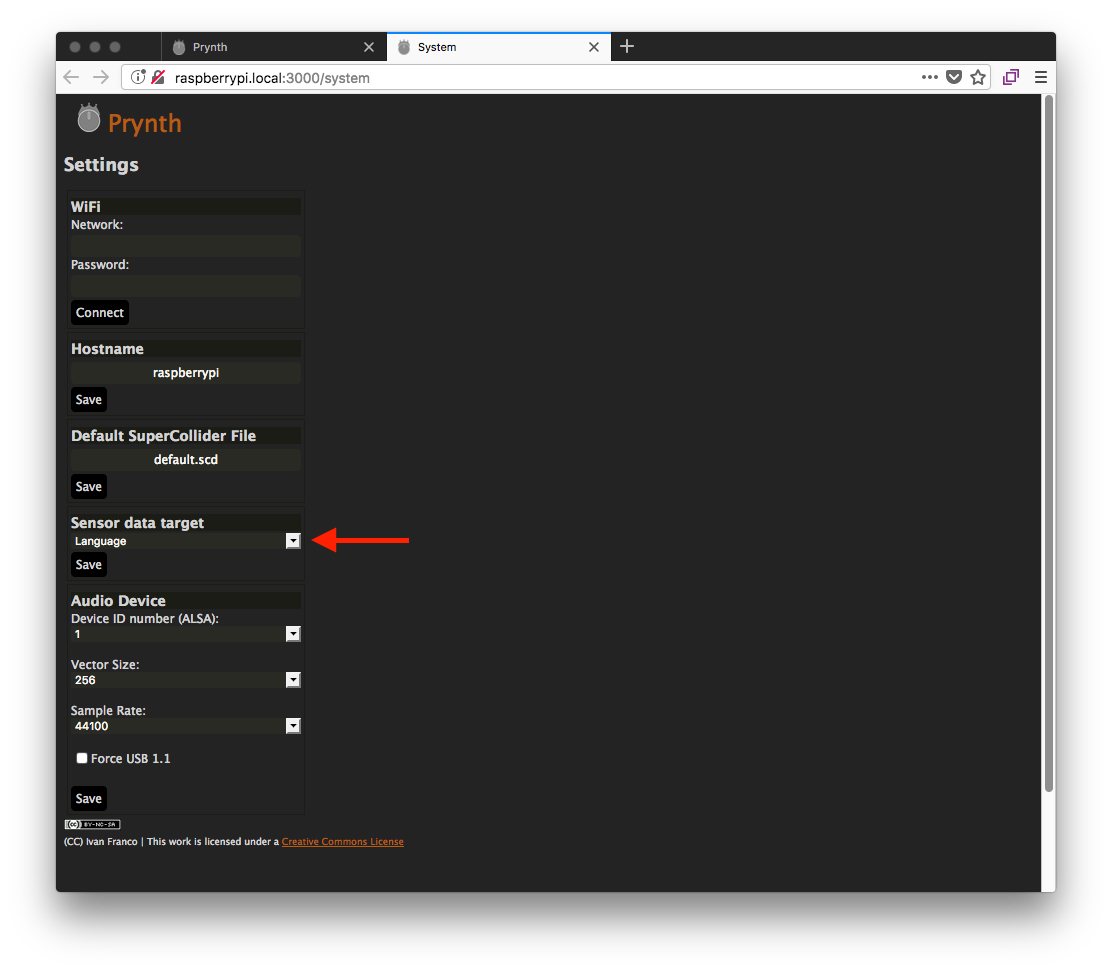 Prynth
System
raspberrypi.local:3000/system
Prynth
Settings
WiFi
Network:
Password:
Connect
Hostname
raspberrypi
Save
Default SuperCollider File
default.scd
Save
Sensor data target
Language
Save
Audio Device
Device ID number (ALSA):
1
Vector Size:
256
Sample Rate:
44100
Force USB 1.1
Save
(cc) BY-NC-SA
(CC) Ivan Franco | This work is licensed under a Creative Commons License